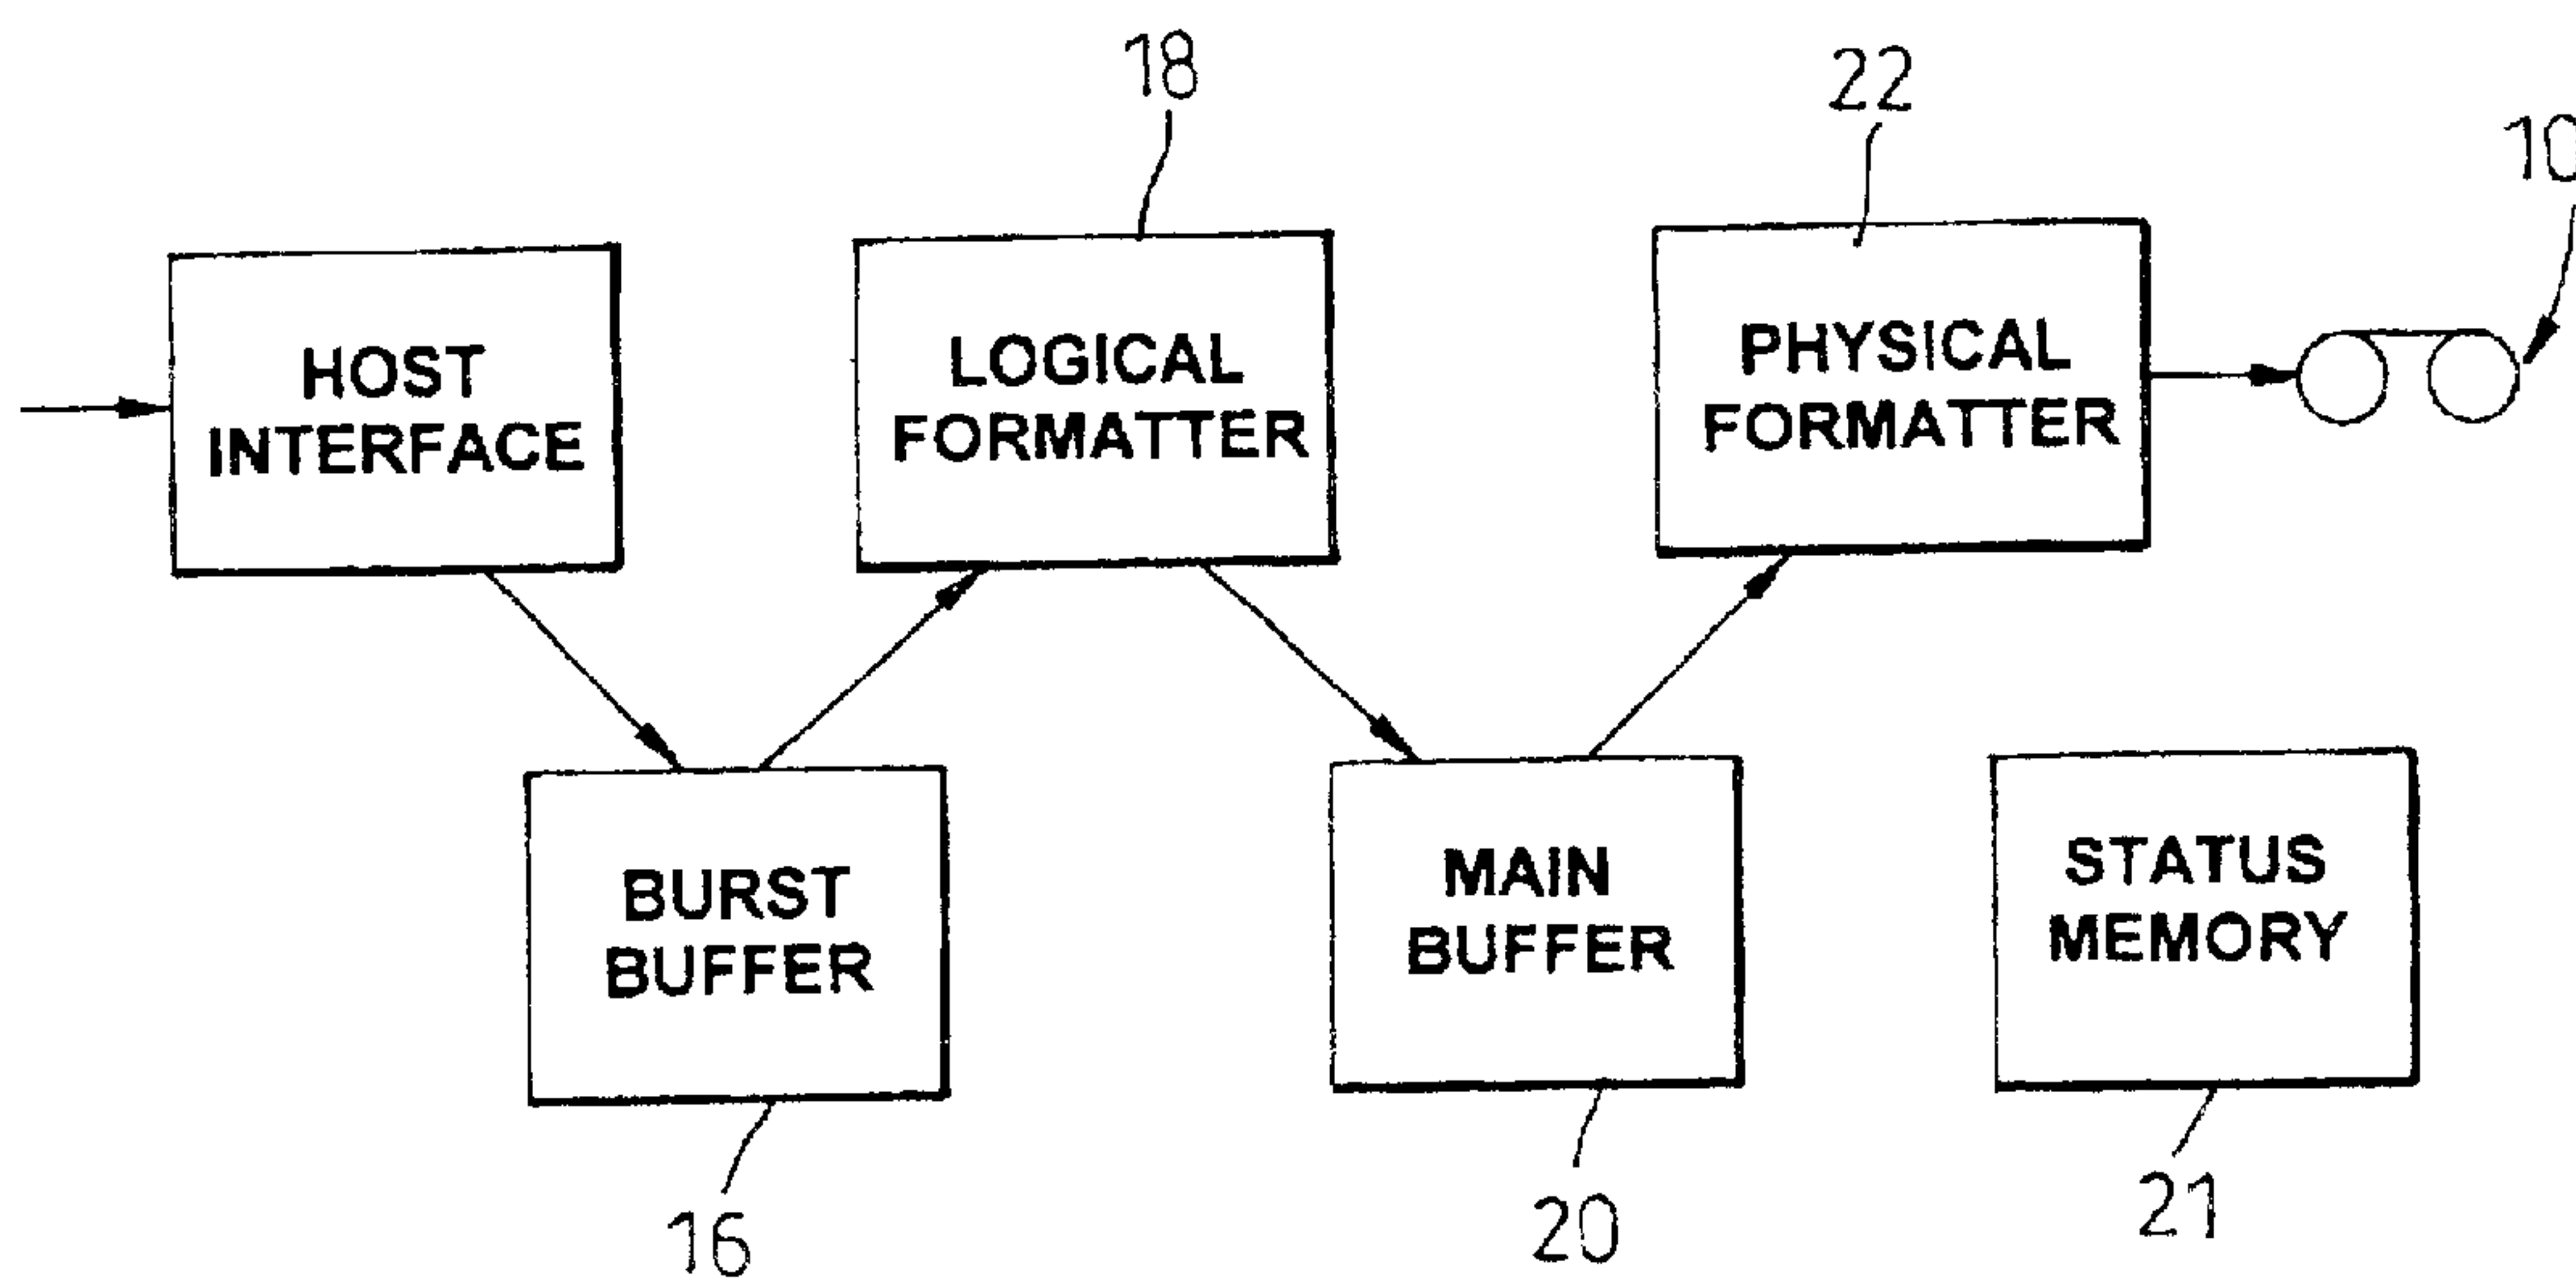 18
22
10
HOST
INTERFACE
LOGICAL
FORMATTER
PHYSICAL
FORMATTER
BURST
BUFFER
MAIN
BUFFER
STATUS
MEMORY
16
20
21